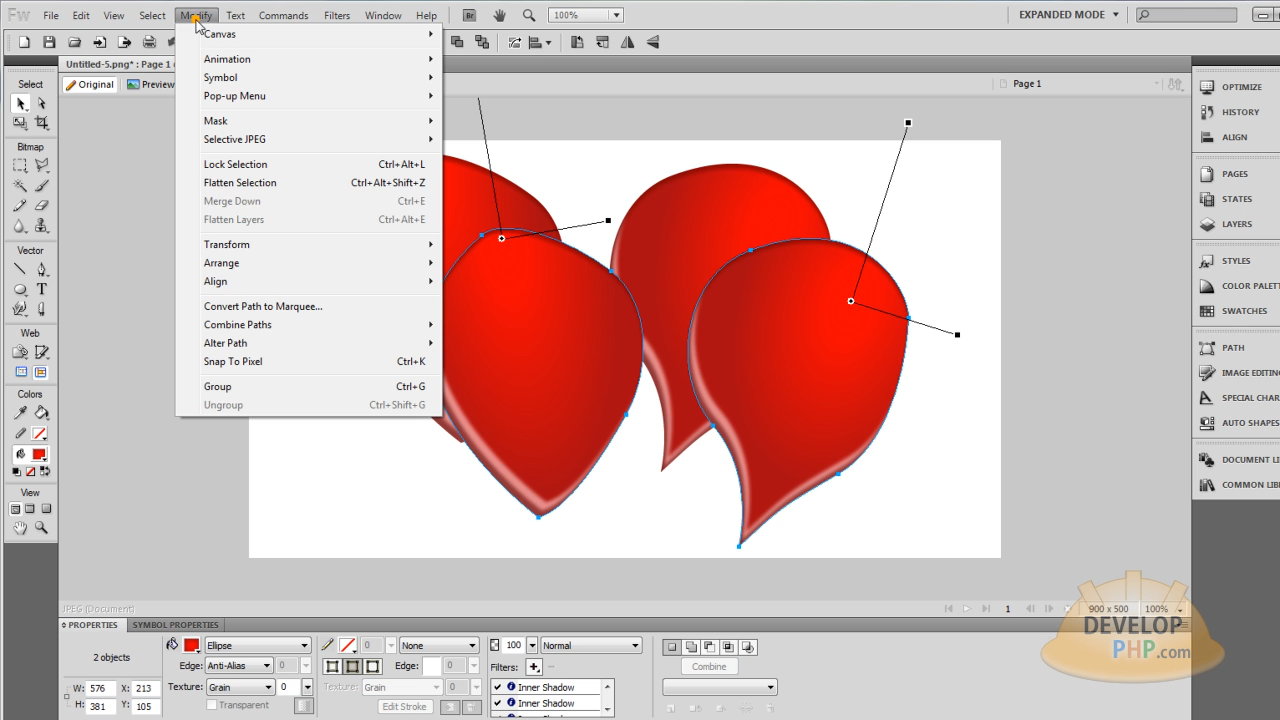 Fw File Edit View Select Modify Text Commands Filters Window Help Br 100% EXPANDED MODE
Untitled-5.png* : Page 1
Original Preview Page 1
Select
Bitmap
Vector
T
Web
Colors
View
Canvas
Animation
Symbol
Pop-up Menu
Mask
Selective JPEG
Lock Selection Ctrl+Alt+L
Flatten Selection Ctrl+Alt+Shift+Z
Merge Down Ctrl+E
Flatten Layers Ctrl+Alt+E
Transform
Arrange
Align
Convert Path to Marquee...
Combine Paths
Alter Path
Snap To Pixel Ctrl+K
Group Ctrl+G
Ungroup Ctrl+Shift+G
OPTIMIZE
HISTORY
ALIGN
PAGES
STATES
LAYERS
STYLES
COLOR PALET
SWATCHES
PATH
IMAGE EDITIN
SPECIAL CHAR
AUTO SHAPES
DOCUMENT LI
COMMON LIB
JPEG (Document) 1 900 x 500 100%
PROPERTIES SYMBOL PROPERTIES
2 objects
W: 576 X: 213
H: 381 Y: 105
Ellipse
Edge: Anti-Alias 0
Texture: Grain 0
Transparent
0 None
Edge: 0
Texture: Grain 0
Edit Stroke
100 Normal
Filters:
Inner Shadow
Inner Shadow
Combine
DEVELOP
PHP.com